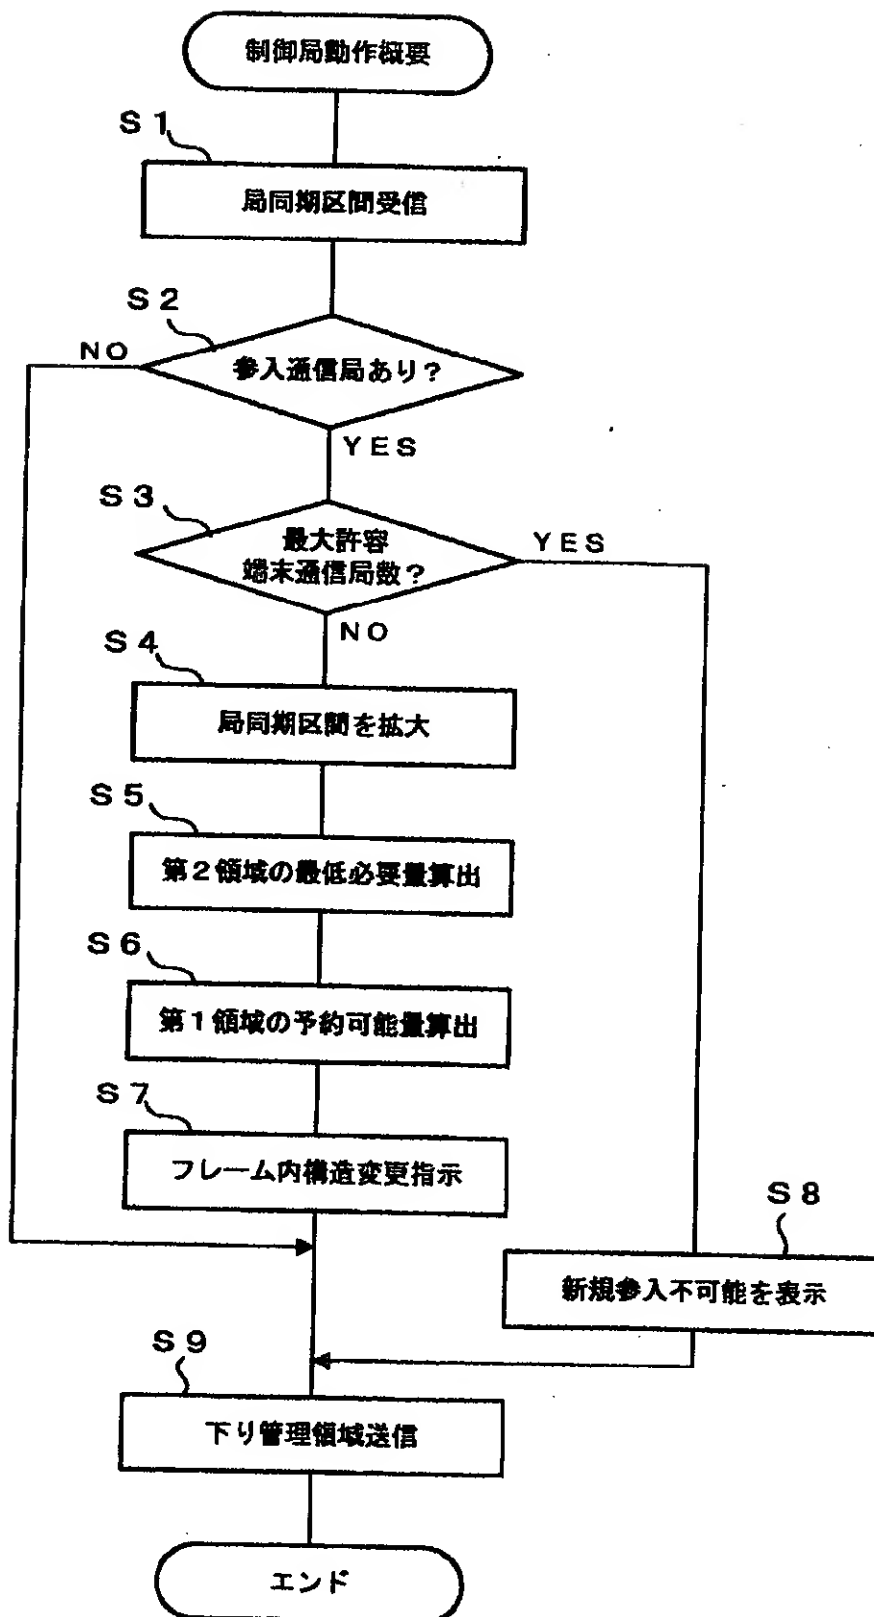 制御局動作概要
S1
局同期区間受信
S2
NO
参入通信局あり?
YES
S3
最大許容
端末通信局数?
YES
NO
S4
局同期区間を拡大
S5
第2領域の最低必要量算出
S6
第1領域の予約可能量算出
S7
フレーム内構造変更指示
S8
新規参入不可能を表示
S9
下り管理領域送信
エンド